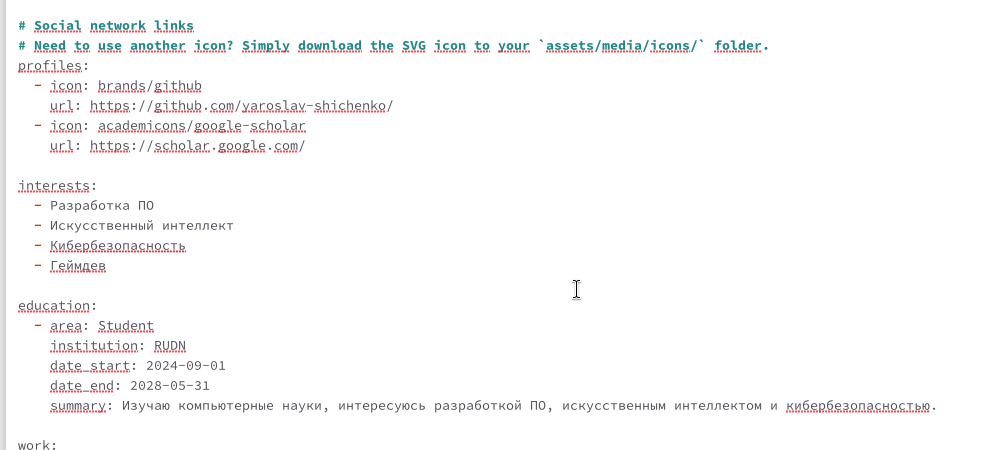 # Social network links
# Need to use another icon? Simply download the SVG icon to your `assets/media/icons/` folder.
profiles:
  - icon: brands/github
    url: https://github.com/yaroslav-shichenko/
  - icon: academicons/google-scholar
    url: https://scholar.google.com/

interests:
  - Разработка ПО
  - Искусственный интеллект
  - Кибербезопасность
  - Геймдев

education:
  - area: Student
    institution: RUDN
    date_start: 2024-09-01
    date_end: 2028-05-31
    summary: Изучаю компьютерные науки, интересуюсь разработкой ПО, искусственным интеллектом и кибербезопасностью.

work: